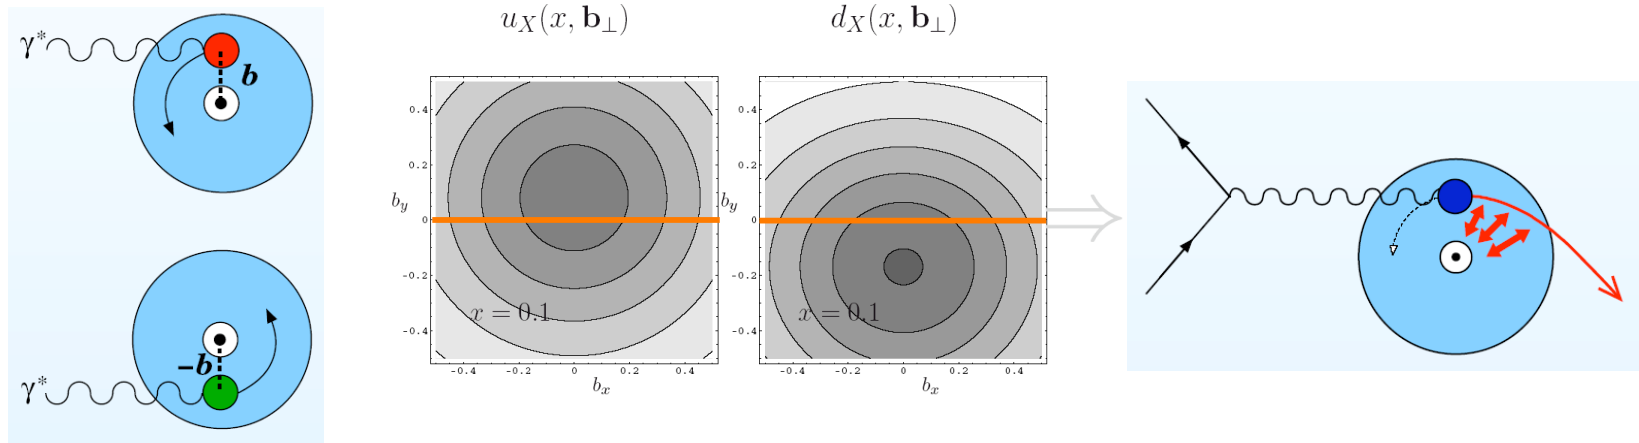 γ*
b
−b
γ*
u_X(x, b_⊥)
0.4
0.2
0
-0.2
-0.4
b_y
x = 0.1
-0.4 -0.2 0 0.2 0.4
b_x
d_X(x, b_⊥)
0.4
0.2
0
-0.2
-0.4
b_y
x = 0.1
-0.4 -0.2 0 0.2 0.4
b_x